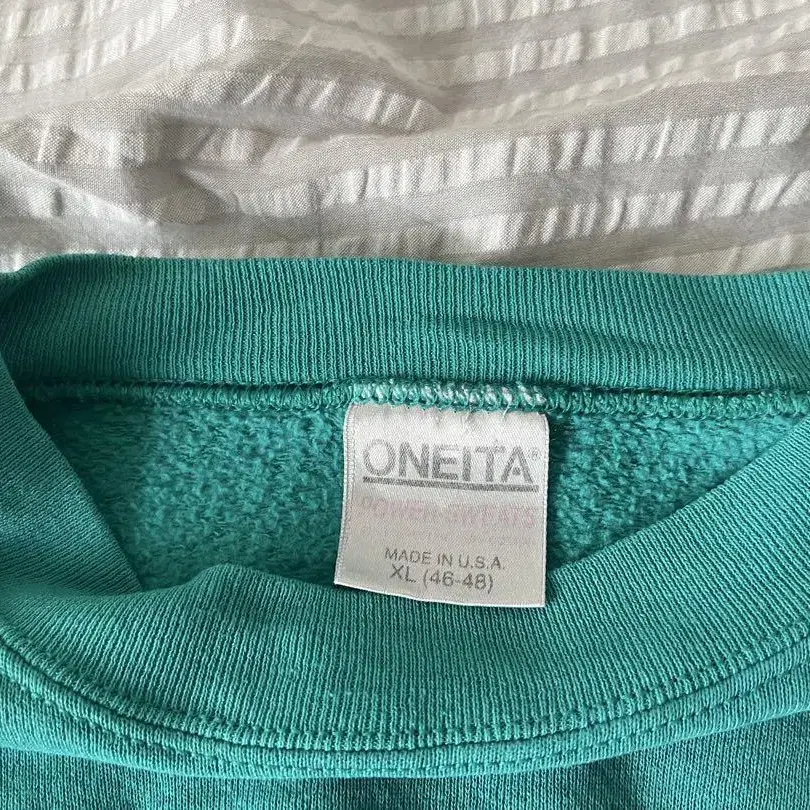 ONEITA®
POWER SWEATS
MADE IN U.S.A.
XL (46-48)